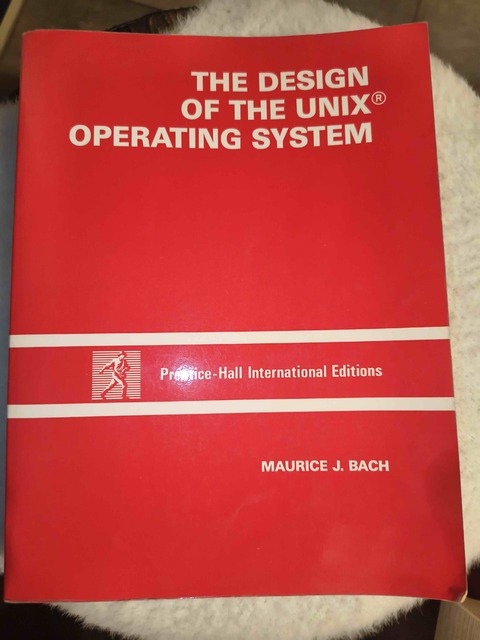 THE DESIGN
OF THE UNIX®
OPERATING SYSTEM
Prentice-Hall International Editions
MAURICE J. BACH